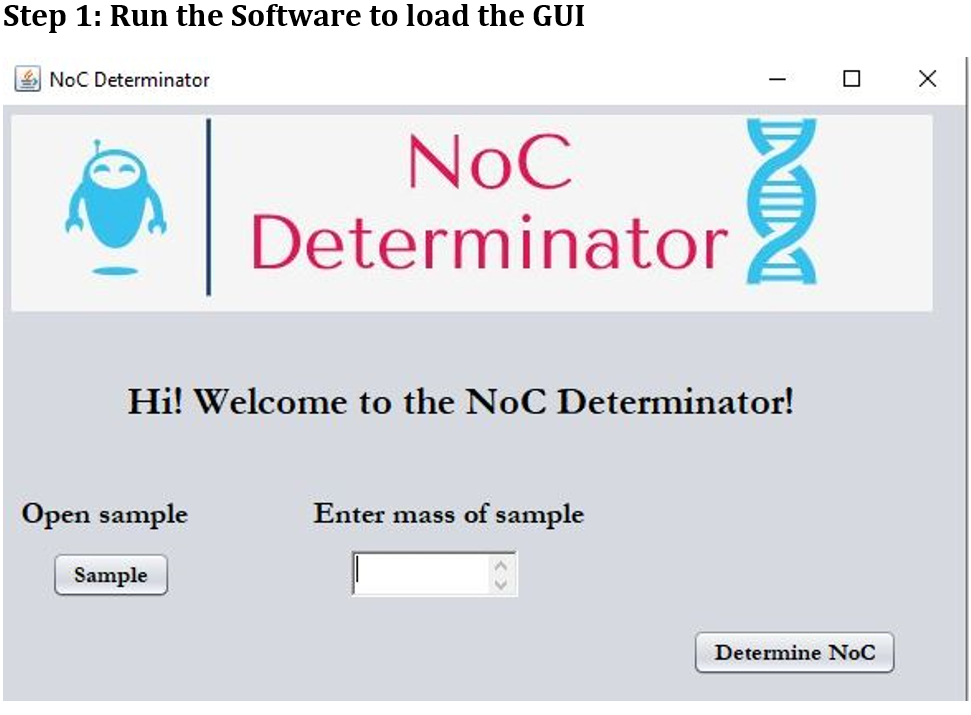 Step 1: Run the Software to load the GUI
NoC Determinator
NoC
Determinator
Hi! Welcome to the NoC Determinator!
Open sample
Enter mass of sample
Sample
Determine NoC